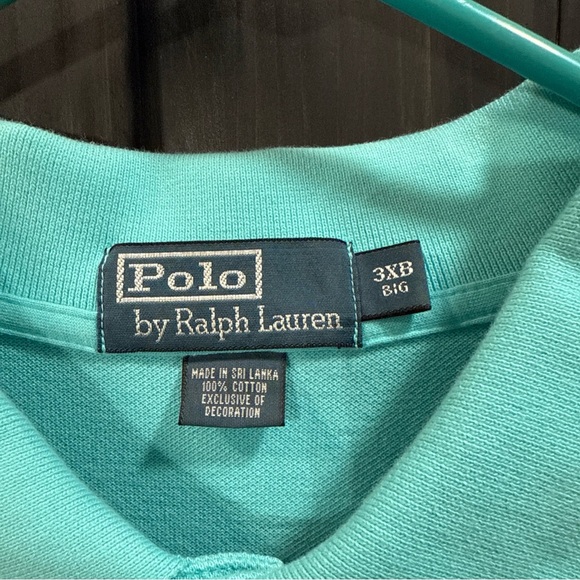 Polo
by Ralph Lauren
3XB
BIG
MADE IN SRI LANKA
100% COTTON
EXCLUSIVE OF
DECORATION